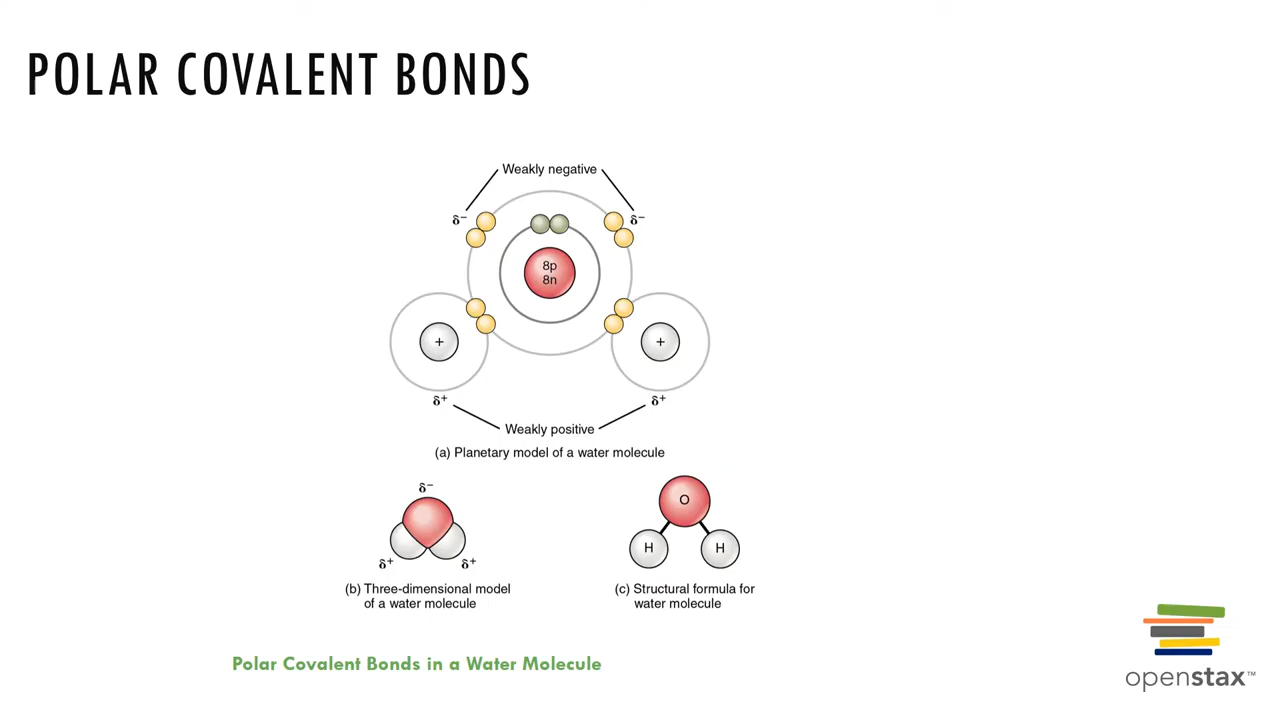 POLAR COVALENT BONDS
Weakly negative
δ⁻ δ⁻
8p
8n
+ +
δ⁺ δ⁺
Weakly positive
(a) Planetary model of a water molecule
δ⁻
O
H H
δ⁺ δ⁺
(b) Three-dimensional model
of a water molecule
(c) Structural formula for
water molecule
Polar Covalent Bonds in a Water Molecule
openstax™